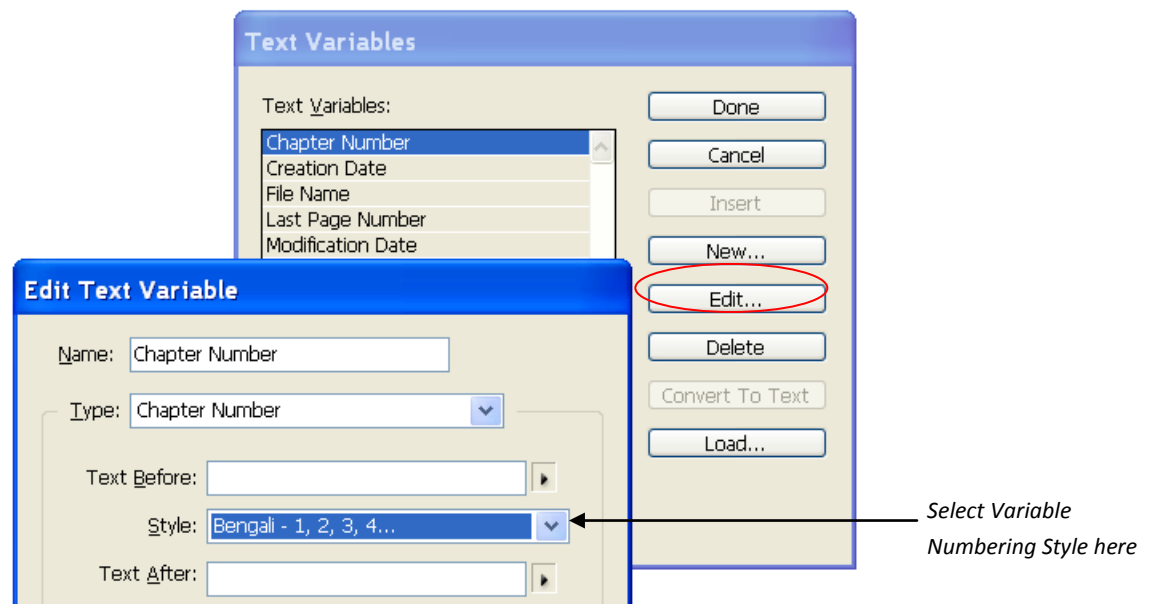 Text Variables
Text Variables:
Chapter Number
Creation Date
File Name
Last Page Number
Modification Date
Done
Cancel
Insert
New...
Edit...
Delete
Convert To Text
Load...
Edit Text Variable
Name: Chapter Number
Type: Chapter Number
Text Before:
Style: Bengali - 1, 2, 3, 4...
Text After:
Select Variable
Numbering Style here